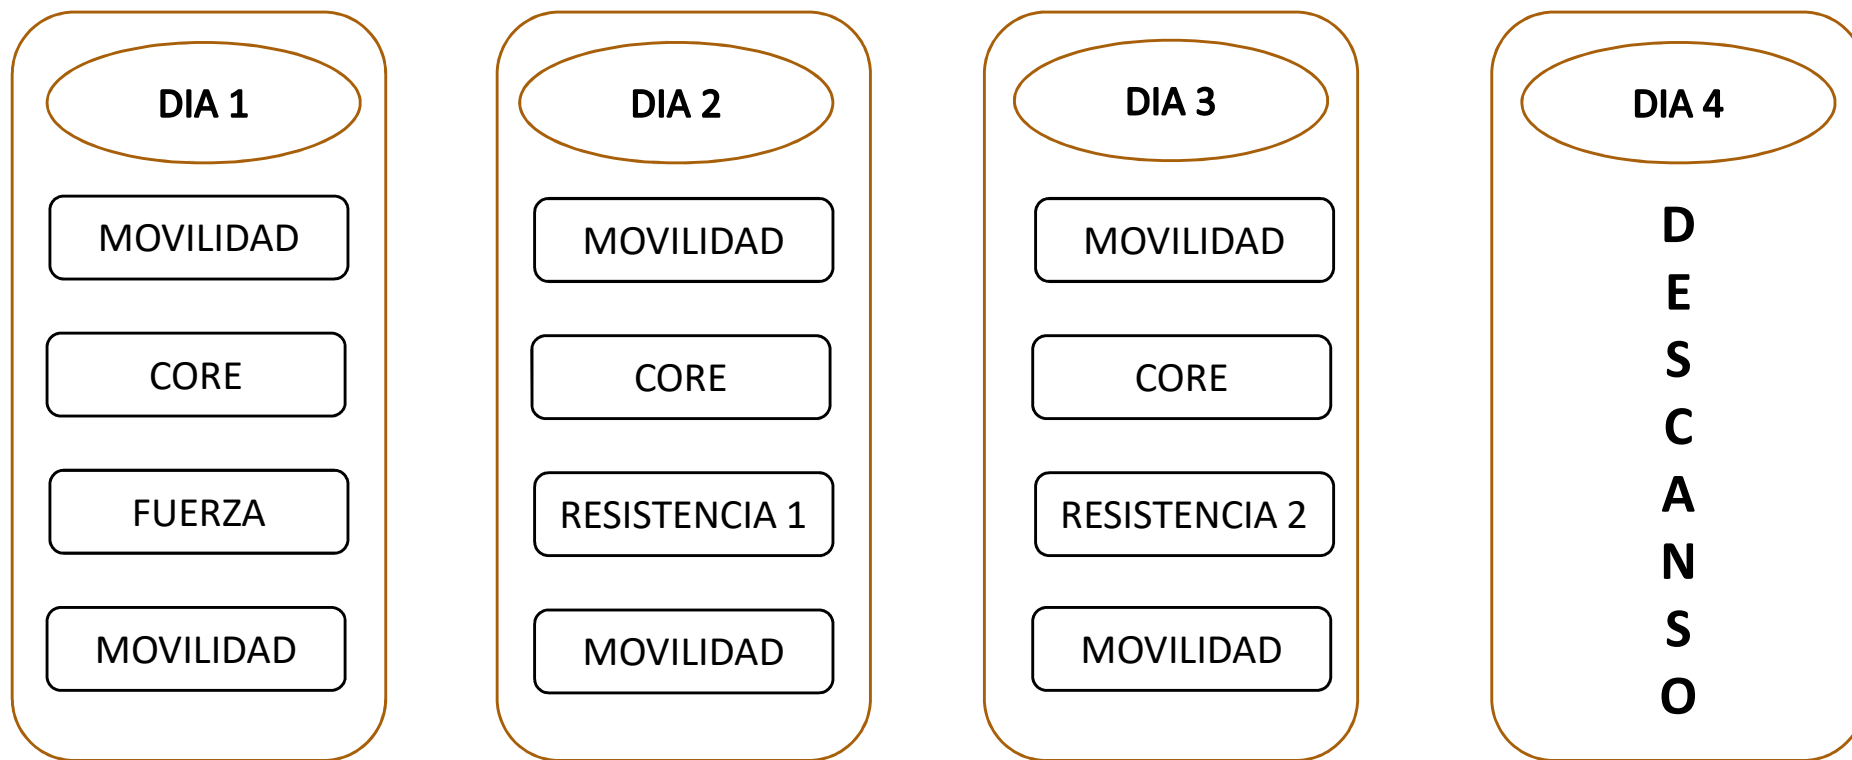 DIA 1
MOVILIDAD
CORE
FUERZA
MOVILIDAD
DIA 2
MOVILIDAD
CORE
RESISTENCIA 1
MOVILIDAD
DIA 3
MOVILIDAD
CORE
RESISTENCIA 2
MOVILIDAD
DIA 4
D
E
S
C
A
N
S
O